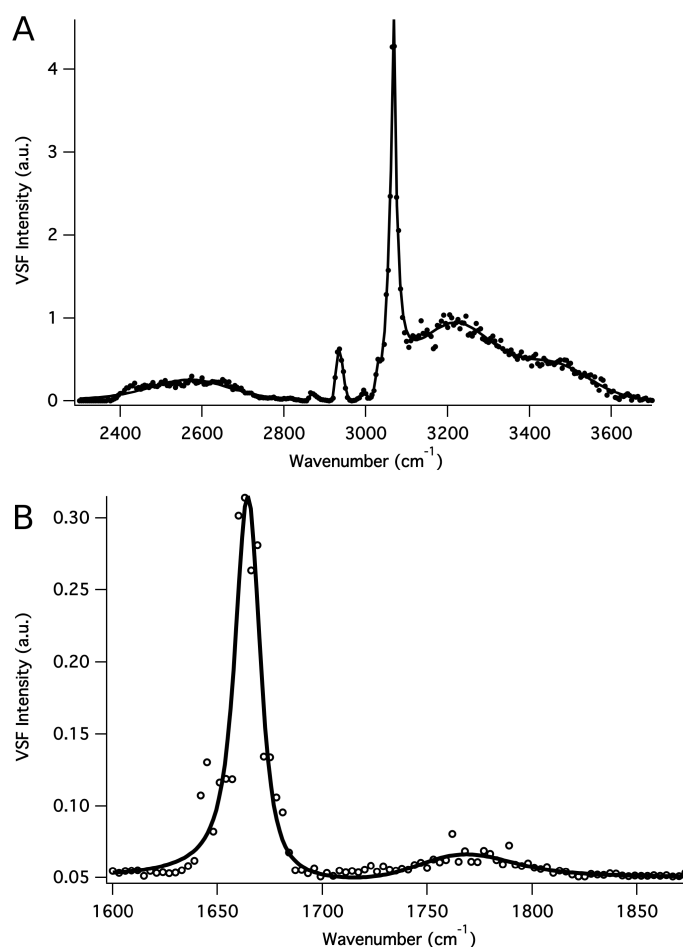 A
VSF Intensity (a.u.)
4
3
2
1
0
2400 2600 2800 3000 3200 3400 3600
Wavenumber (cm⁻¹)
B
VSF Intensity (a.u.)
0.30
0.25
0.20
0.15
0.10
0.05
1600 1650 1700 1750 1800 1850
Wavenumber (cm⁻¹)